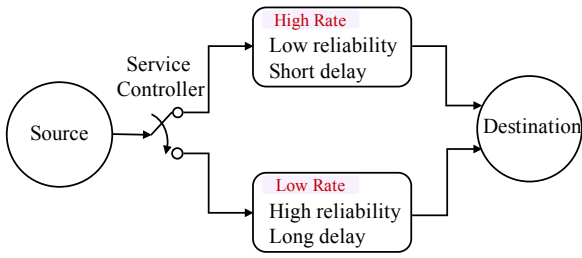 Source
Service
Controller
High Rate
Low reliability
Short delay
Low Rate
High reliability
Long delay
Destination